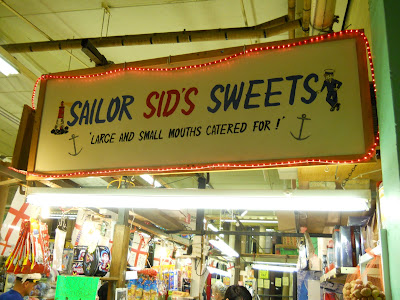 SAILOR SID'S SWEETS
"LARGE AND SMALL MOUTHS CATERED FOR!"